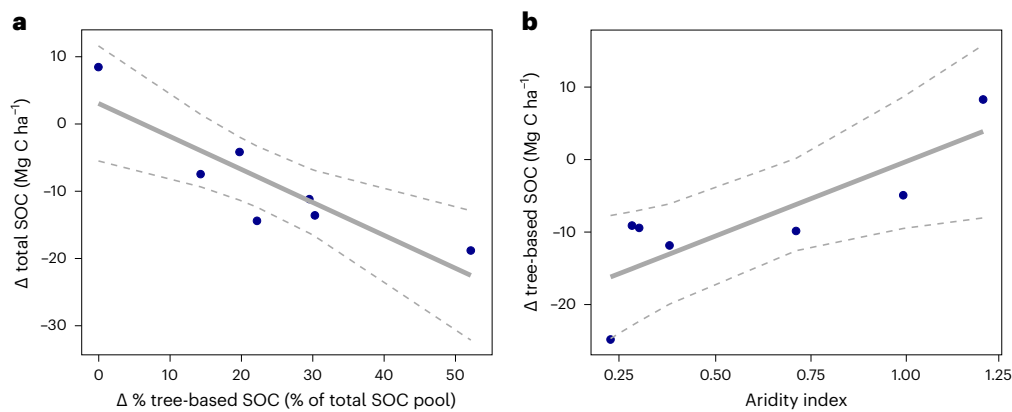 a
Δ total SOC (Mg C ha⁻¹)
10
0
–10
–20
–30
0 10 20 30 40 50
Δ % tree-based SOC (% of total SOC pool)
b
Δ tree-based SOC (Mg C ha⁻¹)
10
0
–10
–20
0.25 0.50 0.75 1.00 1.25
Aridity index